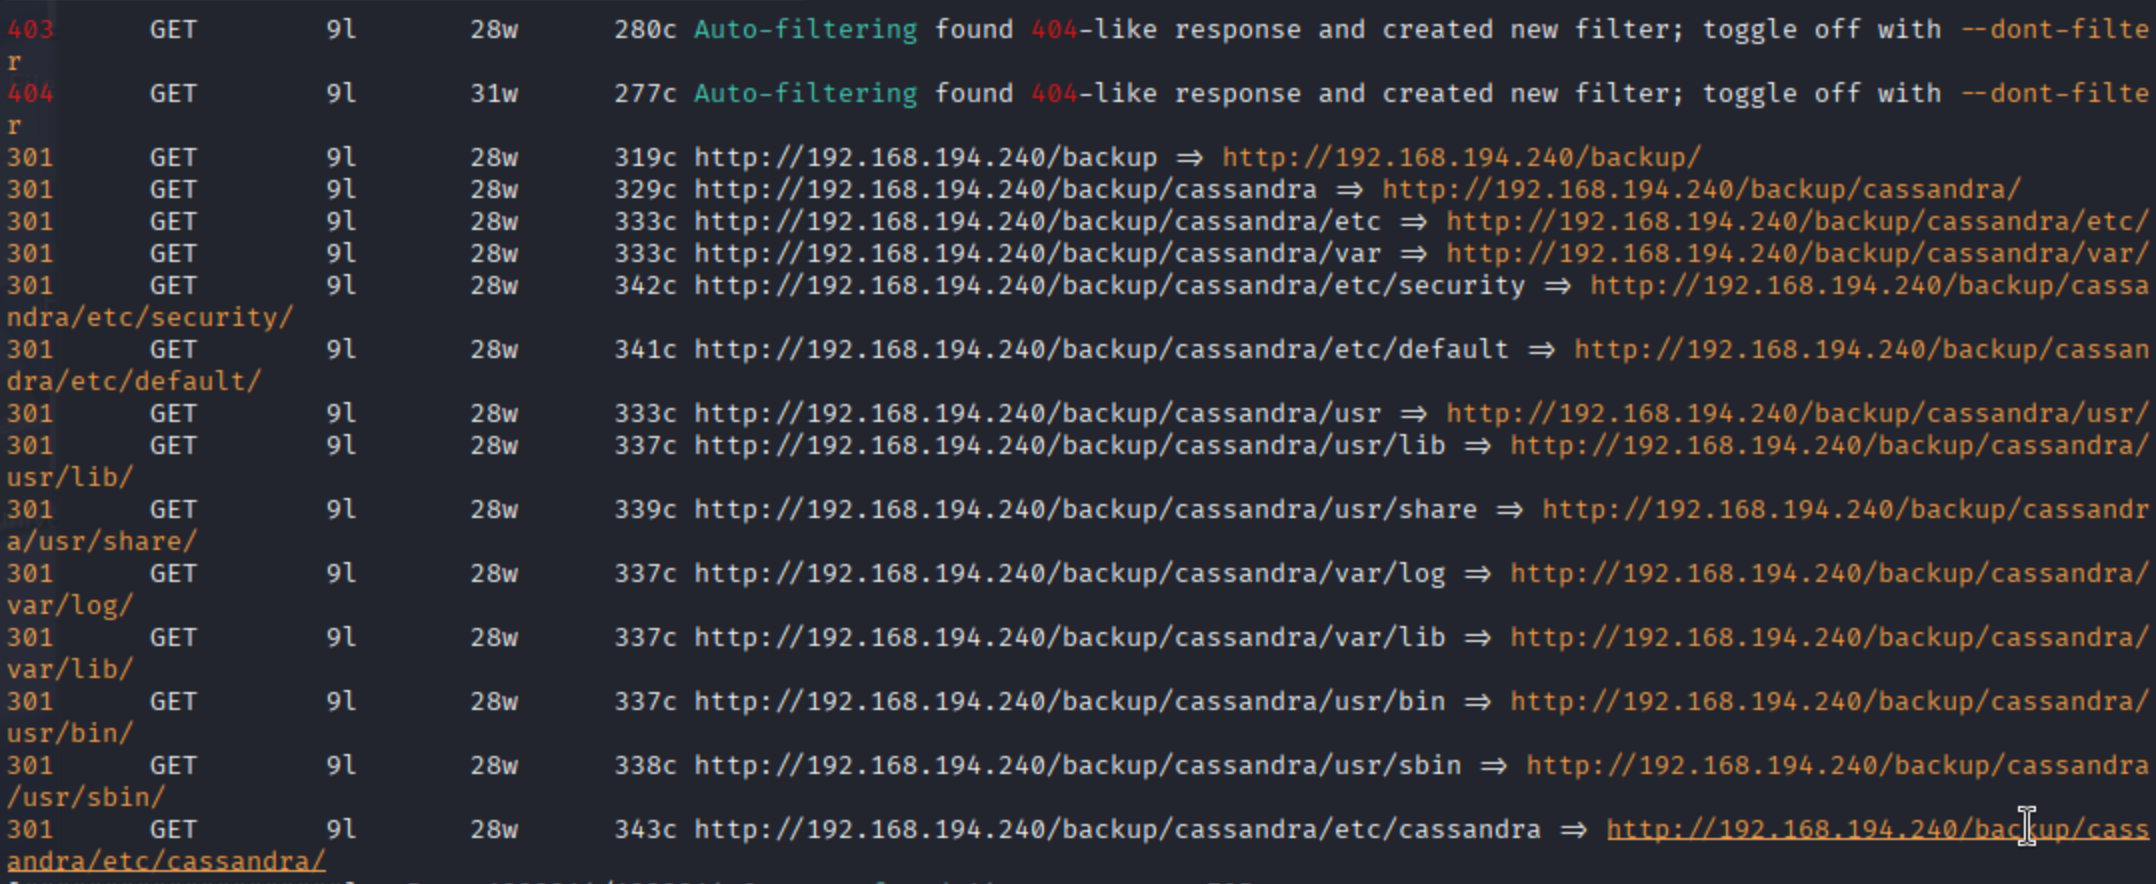 403 GET 9l 28w 280c Auto-filtering found 404-like response and created new filter; toggle off with --dont-filte
r
404 GET 9l 31w 277c Auto-filtering found 404-like response and created new filter; toggle off with --dont-filte
r
301 GET 9l 28w 319c http://192.168.194.240/backup ⇒ http://192.168.194.240/backup/
301 GET 9l 28w 329c http://192.168.194.240/backup/cassandra ⇒ http://192.168.194.240/backup/cassandra/
301 GET 9l 28w 333c http://192.168.194.240/backup/cassandra/etc ⇒ http://192.168.194.240/backup/cassandra/etc/
301 GET 9l 28w 333c http://192.168.194.240/backup/cassandra/var ⇒ http://192.168.194.240/backup/cassandra/var/
301 GET 9l 28w 342c http://192.168.194.240/backup/cassandra/etc/security ⇒ http://192.168.194.240/backup/cassa
ndra/etc/security/
301 GET 9l 28w 341c http://192.168.194.240/backup/cassandra/etc/default ⇒ http://192.168.194.240/backup/cassan
dra/etc/default/
301 GET 9l 28w 333c http://192.168.194.240/backup/cassandra/usr ⇒ http://192.168.194.240/backup/cassandra/usr/
301 GET 9l 28w 337c http://192.168.194.240/backup/cassandra/usr/lib ⇒ http://192.168.194.240/backup/cassandra/
usr/lib/
301 GET 9l 28w 339c http://192.168.194.240/backup/cassandra/usr/share ⇒ http://192.168.194.240/backup/cassandr
a/usr/share/
301 GET 9l 28w 337c http://192.168.194.240/backup/cassandra/var/log ⇒ http://192.168.194.240/backup/cassandra/
var/log/
301 GET 9l 28w 337c http://192.168.194.240/backup/cassandra/var/lib ⇒ http://192.168.194.240/backup/cassandra/
var/lib/
301 GET 9l 28w 337c http://192.168.194.240/backup/cassandra/usr/bin ⇒ http://192.168.194.240/backup/cassandra/
usr/bin/
301 GET 9l 28w 338c http://192.168.194.240/backup/cassandra/usr/sbin ⇒ http://192.168.194.240/backup/cassandra
/usr/sbin/
301 GET 9l 28w 343c http://192.168.194.240/backup/cassandra/etc/cassandra ⇒ http://192.168.194.240/backup/cass
andra/etc/cassandra/